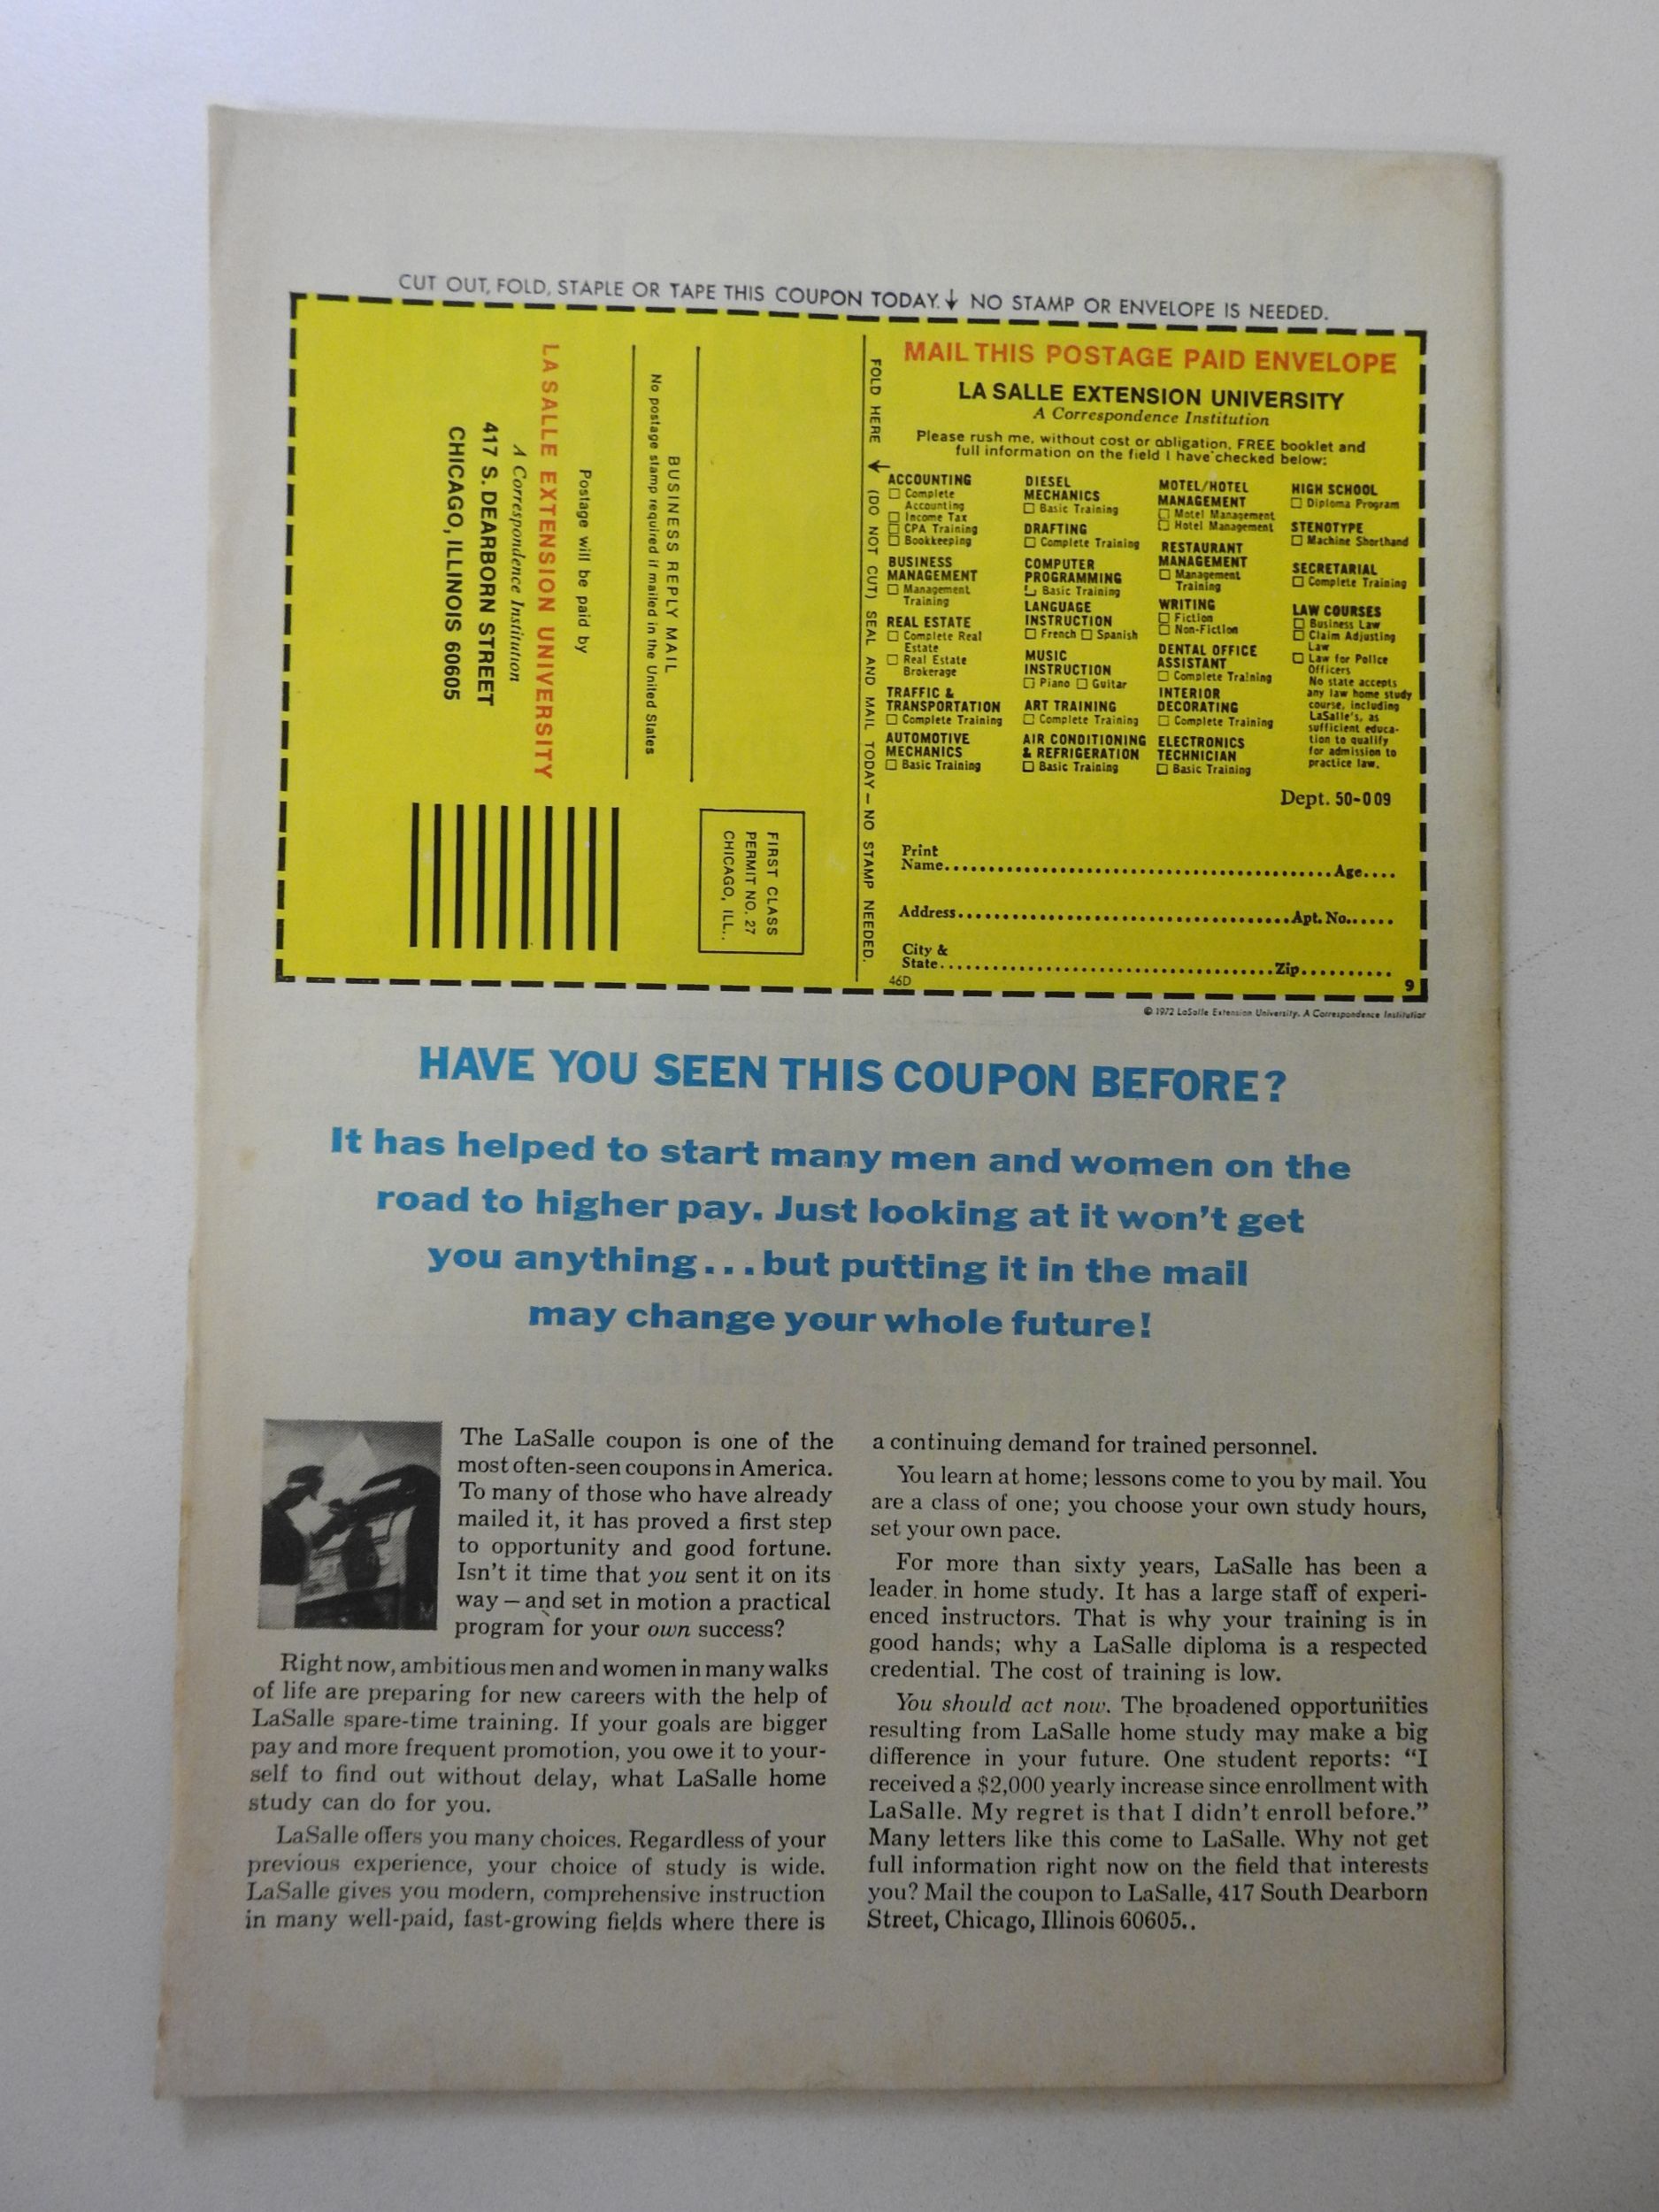 CUT OUT, FOLD, STAPLE OR TAPE THIS COUPON TODAY. ↓ NO STAMP OR ENVELOPE IS NEEDED.
BUSINESS REPLY MAIL
No postage stamp required if mailed in the United States
Postage will be paid by
LA SALLE EXTENSION UNIVERSITY
A Correspondence Institution
417 S. DEARBORN STREET
CHICAGO, ILLINOIS 60605
FIRST CLASS
PERMIT NO. 27
CHICAGO, ILL..
FOLD HERE → (DO NOT CUT) SEAL AND MAIL TODAY — NO STAMP NEEDED.
MAIL THIS POSTAGE PAID ENVELOPE
LA SALLE EXTENSION UNIVERSITY
A Correspondence Institution
Please rush me, without cost or obligation, FREE booklet and
full information on the field I have checked below:
ACCOUNTING
☐ Complete
Accounting
☐ Income Tax
☐ CPA Training
☐ Bookkeeping
BUSINESS
MANAGEMENT
☐ Management
Training
REAL ESTATE
☐ Complete Real
Estate
☐ Real Estate
Brokerage
TRAFFIC &
TRANSPORTATION
☐ Complete Training
AUTOMOTIVE
MECHANICS
☐ Basic Training
DIESEL
MECHANICS
☐ Basic Training
DRAFTING
☐ Complete Training
COMPUTER
PROGRAMMING
☐ Basic Training
LANGUAGE
INSTRUCTION
☐ French ☐ Spanish
MUSIC
INSTRUCTION
☐ Piano ☐ Guitar
ART TRAINING
☐ Complete Training
AIR CONDITIONING
& REFRIGERATION
☐ Basic Training
MOTEL/HOTEL
MANAGEMENT
☐ Motel Management
☐ Hotel Management
RESTAURANT
MANAGEMENT
☐ Management
Training
WRITING
☐ Fiction
☐ Non-Fiction
DENTAL OFFICE
ASSISTANT
☐ Complete Training
INTERIOR
DECORATING
☐ Complete Training
ELECTRONICS
TECHNICIAN
☐ Basic Training
HIGH SCHOOL
☐ Diploma Program
STENOTYPE
☐ Machine Shorthand
SECRETARIAL
☐ Complete Training
LAW COURSES
☐ Business Law
☐ Claim Adjusting
Law
☐ Law for Police
Officers
No state accepts
any law home study
course, including
LaSalle's, as
sufficient educa-
tion to qualify
for admission to
practice law.
Dept. 50-009
Print
Name....................Age....
Address....................Apt. No......
City &
State....................Zip..........
46D
9
© 1972 LaSalle Extension University. A Correspondence Institution
HAVE YOU SEEN THIS COUPON BEFORE?
It has helped to start many men and women on the
road to higher pay. Just looking at it won't get
you anything...but putting it in the mail
may change your whole future!
The LaSalle coupon is one of the
most often-seen coupons in America.
To many of those who have already
mailed it, it has proved a first step
to opportunity and good fortune.
Isn't it time that you sent it on its
way — and set in motion a practical
program for your own success?
Right now, ambitious men and women in many walks
of life are preparing for new careers with the help of
LaSalle spare-time training. If your goals are bigger
pay and more frequent promotion, you owe it to your-
self to find out without delay, what LaSalle home
study can do for you.
LaSalle offers you many choices. Regardless of your
previous experience, your choice of study is wide.
LaSalle gives you modern, comprehensive instruction
in many well-paid, fast-growing fields where there is
a continuing demand for trained personnel.
You learn at home; lessons come to you by mail. You
are a class of one; you choose your own study hours,
set your own pace.
For more than sixty years, LaSalle has been a
leader in home study. It has a large staff of experi-
enced instructors. That is why your training is in
good hands; why a LaSalle diploma is a respected
credential. The cost of training is low.
You should act now. The broadened opportunities
resulting from LaSalle home study may make a big
difference in your future. One student reports: "I
received a $2,000 yearly increase since enrollment with
LaSalle. My regret is that I didn't enroll before."
Many letters like this come to LaSalle. Why not get
full information right now on the field that interests
you? Mail the coupon to LaSalle, 417 South Dearborn
Street, Chicago, Illinois 60605..